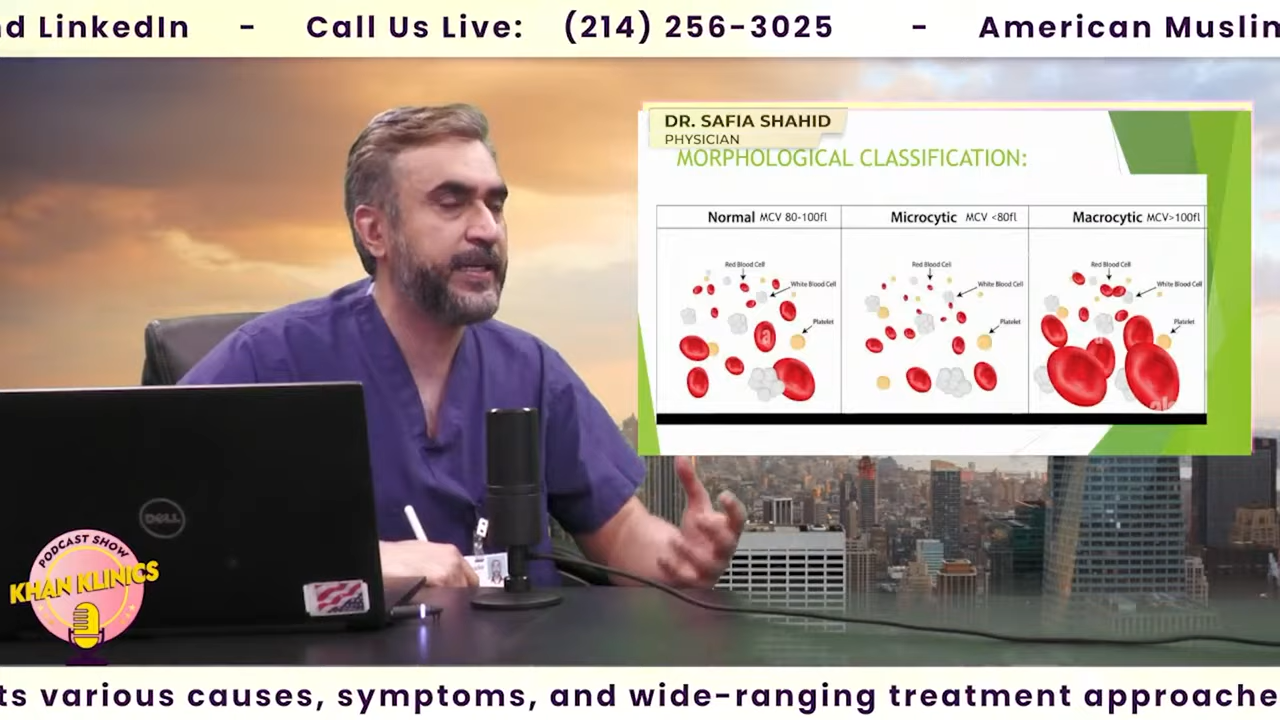 nd LinkedIn - Call Us Live: (214) 256-3025 - American Muslin
DR. SAFIA SHAHID
PHYSICIAN
MORPHOLOGICAL CLASSIFICATION:
Normal MCV 80-100fl
Microcytic MCV <80fl
Macrocytic MCV>100fl
Red Blood Cell
White Blood Cell
Platelet
a
Red Blood Cell
White Blood Cell
Platelet
Red Blood Cell
White Blood Cell
Platelet
DELL
PODCAST SHOW
KHAN KLINICS
ts various causes, symptoms, and wide-ranging treatment approache